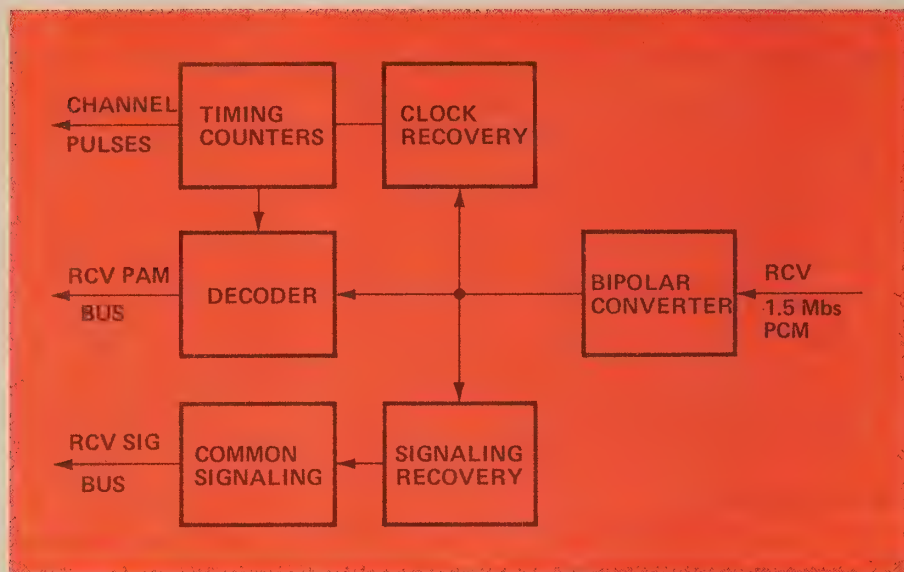 CHANNEL
PULSES
TIMING
COUNTERS
CLOCK
RECOVERY
RCV PAM
BUS
DECODER
BIPOLAR
CONVERTER
RCV
1.5 Mbs
PCM
RCV SIG
BUS
COMMON
SIGNALING
SIGNALING
RECOVERY